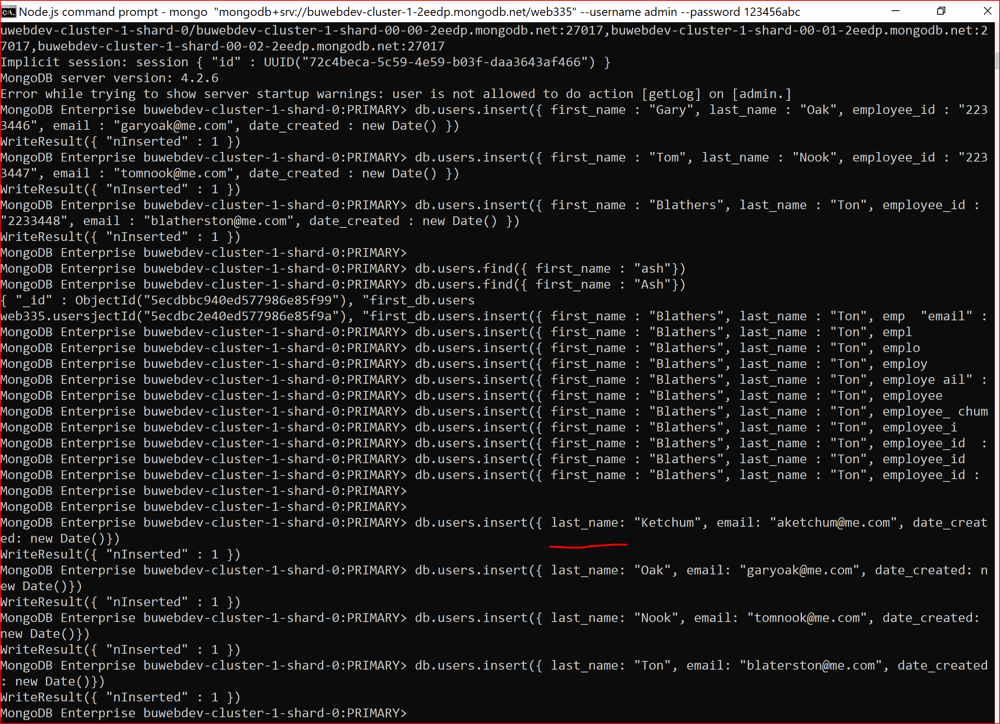 Node.js command prompt - mongo "mongodb+srv://buwebdev-cluster-1-2eedp.mongodb.net/web335" --username admin --password 123456abc
uwebdev-cluster-1-shard-0/buwebdev-cluster-1-shard-00-00-2eedp.mongodb.net:27017,buwebdev-cluster-1-shard-00-01-2eedp.mongodb.net:2
7017,buwebdev-cluster-1-shard-00-02-2eedp.mongodb.net:27017
Implicit session: session { "id" : UUID("72c4beca-5c59-4e59-b03f-daa3643af466") }
MongoDB server version: 4.2.6
Error while trying to show server startup warnings: user is not allowed to do action [getLog] on [admin.]
MongoDB Enterprise buwebdev-cluster-1-shard-0:PRIMARY> db.users.insert({ first_name : "Gary", last_name : "Oak", employee_id : "223
3446", email : "garyoak@me.com", date_created : new Date() })
WriteResult({ "nInserted" : 1 })
MongoDB Enterprise buwebdev-cluster-1-shard-0:PRIMARY> db.users.insert({ first_name : "Tom", last_name : "Nook", employee_id : "223
3447", email : "tomnook@me.com", date_created : new Date() })
WriteResult({ "nInserted" : 1 })
MongoDB Enterprise buwebdev-cluster-1-shard-0:PRIMARY> db.users.insert({ first_name : "Blathers", last_name : "Ton", employee_id :
"2233448", email : "blatherston@me.com", date_created : new Date() })
WriteResult({ "nInserted" : 1 })
MongoDB Enterprise buwebdev-cluster-1-shard-0:PRIMARY>
MongoDB Enterprise buwebdev-cluster-1-shard-0:PRIMARY> db.users.find({ first_name : "ash"})
MongoDB Enterprise buwebdev-cluster-1-shard-0:PRIMARY> db.users.find({ first_name : "Ash"})
{ "_id" : ObjectId("5ecdbbc940ed577986e85f99"), "first_db.users
web335.usersjectId("5ecdbc2e40ed577986e85f9a"), "first_db.users.insert({ first_name : "Blathers", last_name : "Ton", emp  "email" :
MongoDB Enterprise buwebdev-cluster-1-shard-0:PRIMARY> db.users.insert({ first_name : "Blathers", last_name : "Ton", empl
MongoDB Enterprise buwebdev-cluster-1-shard-0:PRIMARY> db.users.insert({ first_name : "Blathers", last_name : "Ton", emplo
MongoDB Enterprise buwebdev-cluster-1-shard-0:PRIMARY> db.users.insert({ first_name : "Blathers", last_name : "Ton", employ
MongoDB Enterprise buwebdev-cluster-1-shard-0:PRIMARY> db.users.insert({ first_name : "Blathers", last_name : "Ton", employe ail" :
MongoDB Enterprise buwebdev-cluster-1-shard-0:PRIMARY> db.users.insert({ first_name : "Blathers", last_name : "Ton", employee
MongoDB Enterprise buwebdev-cluster-1-shard-0:PRIMARY> db.users.insert({ first_name : "Blathers", last_name : "Ton", employee_ chum
MongoDB Enterprise buwebdev-cluster-1-shard-0:PRIMARY> db.users.insert({ first_name : "Blathers", last_name : "Ton", employee_i
MongoDB Enterprise buwebdev-cluster-1-shard-0:PRIMARY> db.users.insert({ first_name : "Blathers", last_name : "Ton", employee_id  :
MongoDB Enterprise buwebdev-cluster-1-shard-0:PRIMARY> db.users.insert({ first_name : "Blathers", last_name : "Ton", employee_id
MongoDB Enterprise buwebdev-cluster-1-shard-0:PRIMARY> db.users.insert({ first_name : "Blathers", last_name : "Ton", employee_id :
MongoDB Enterprise buwebdev-cluster-1-shard-0:PRIMARY>
MongoDB Enterprise buwebdev-cluster-1-shard-0:PRIMARY>
MongoDB Enterprise buwebdev-cluster-1-shard-0:PRIMARY> db.users.insert({ last_name: "Ketchum", email: "aketchum@me.com", date_creat
ed: new Date()})
WriteResult({ "nInserted" : 1 })
MongoDB Enterprise buwebdev-cluster-1-shard-0:PRIMARY> db.users.insert({ last_name: "Oak", email: "garyoak@me.com", date_created: n
ew Date()})
WriteResult({ "nInserted" : 1 })
MongoDB Enterprise buwebdev-cluster-1-shard-0:PRIMARY> db.users.insert({ last_name: "Nook", email: "tomnook@me.com", date_created:
new Date()})
WriteResult({ "nInserted" : 1 })
MongoDB Enterprise buwebdev-cluster-1-shard-0:PRIMARY> db.users.insert({ last_name: "Ton", email: "blaterston@me.com", date_created
: new Date()})
WriteResult({ "nInserted" : 1 })
MongoDB Enterprise buwebdev-cluster-1-shard-0:PRIMARY>